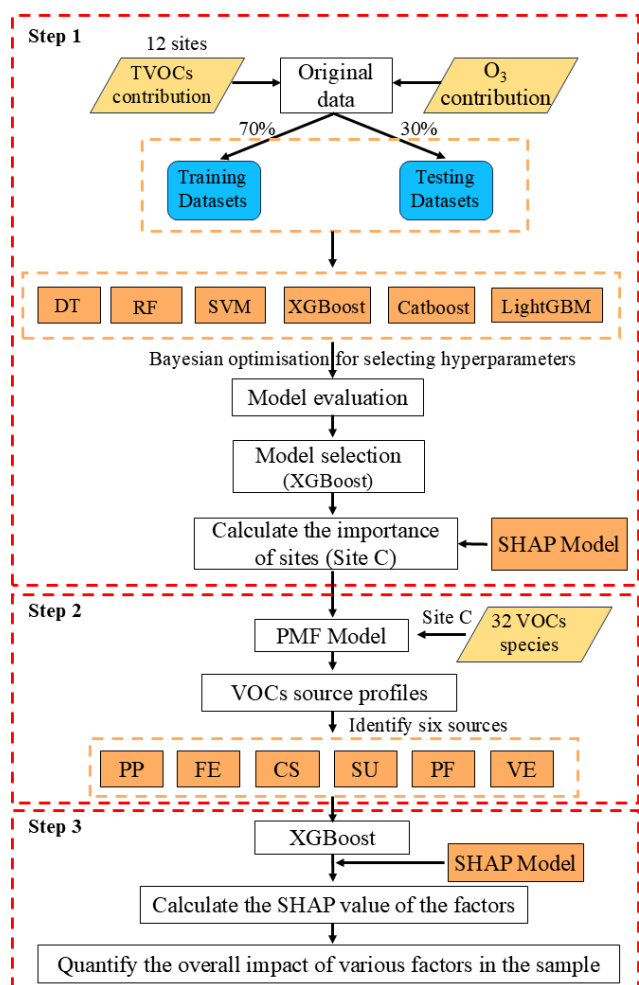 Step 1
12 sites
TVOCs
contribution
Original
data
O₃
contribution
70%
30%
Training
Datasets
Testing
Datasets
DT
RF
SVM
XGBoost
Catboost
LightGBM
Bayesian optimisation for selecting hyperparameters
Model evaluation
Model selection
(XGBoost)
Calculate the importance
of sites (Site C)
SHAP Model
Step 2
PMF Model
Site C
32 VOCs
species
VOCs source profiles
Identify six sources
PP
FE
CS
SU
PF
VE
Step 3
XGBoost
SHAP Model
Calculate the SHAP value of the factors
Quantify the overall impact of various factors in the sample